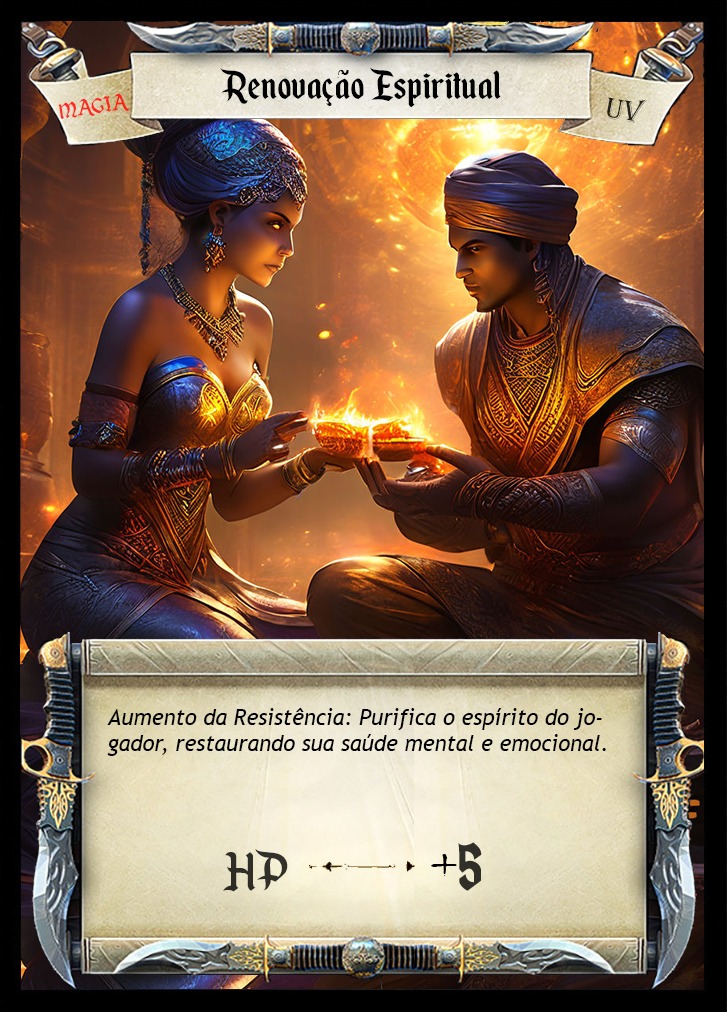 Renovação Espiritual
MAGIA
UV
Aumento da Resistência: Purifica o espírito do jo-
gador, restaurando sua saúde mental e emocional.
HP +5